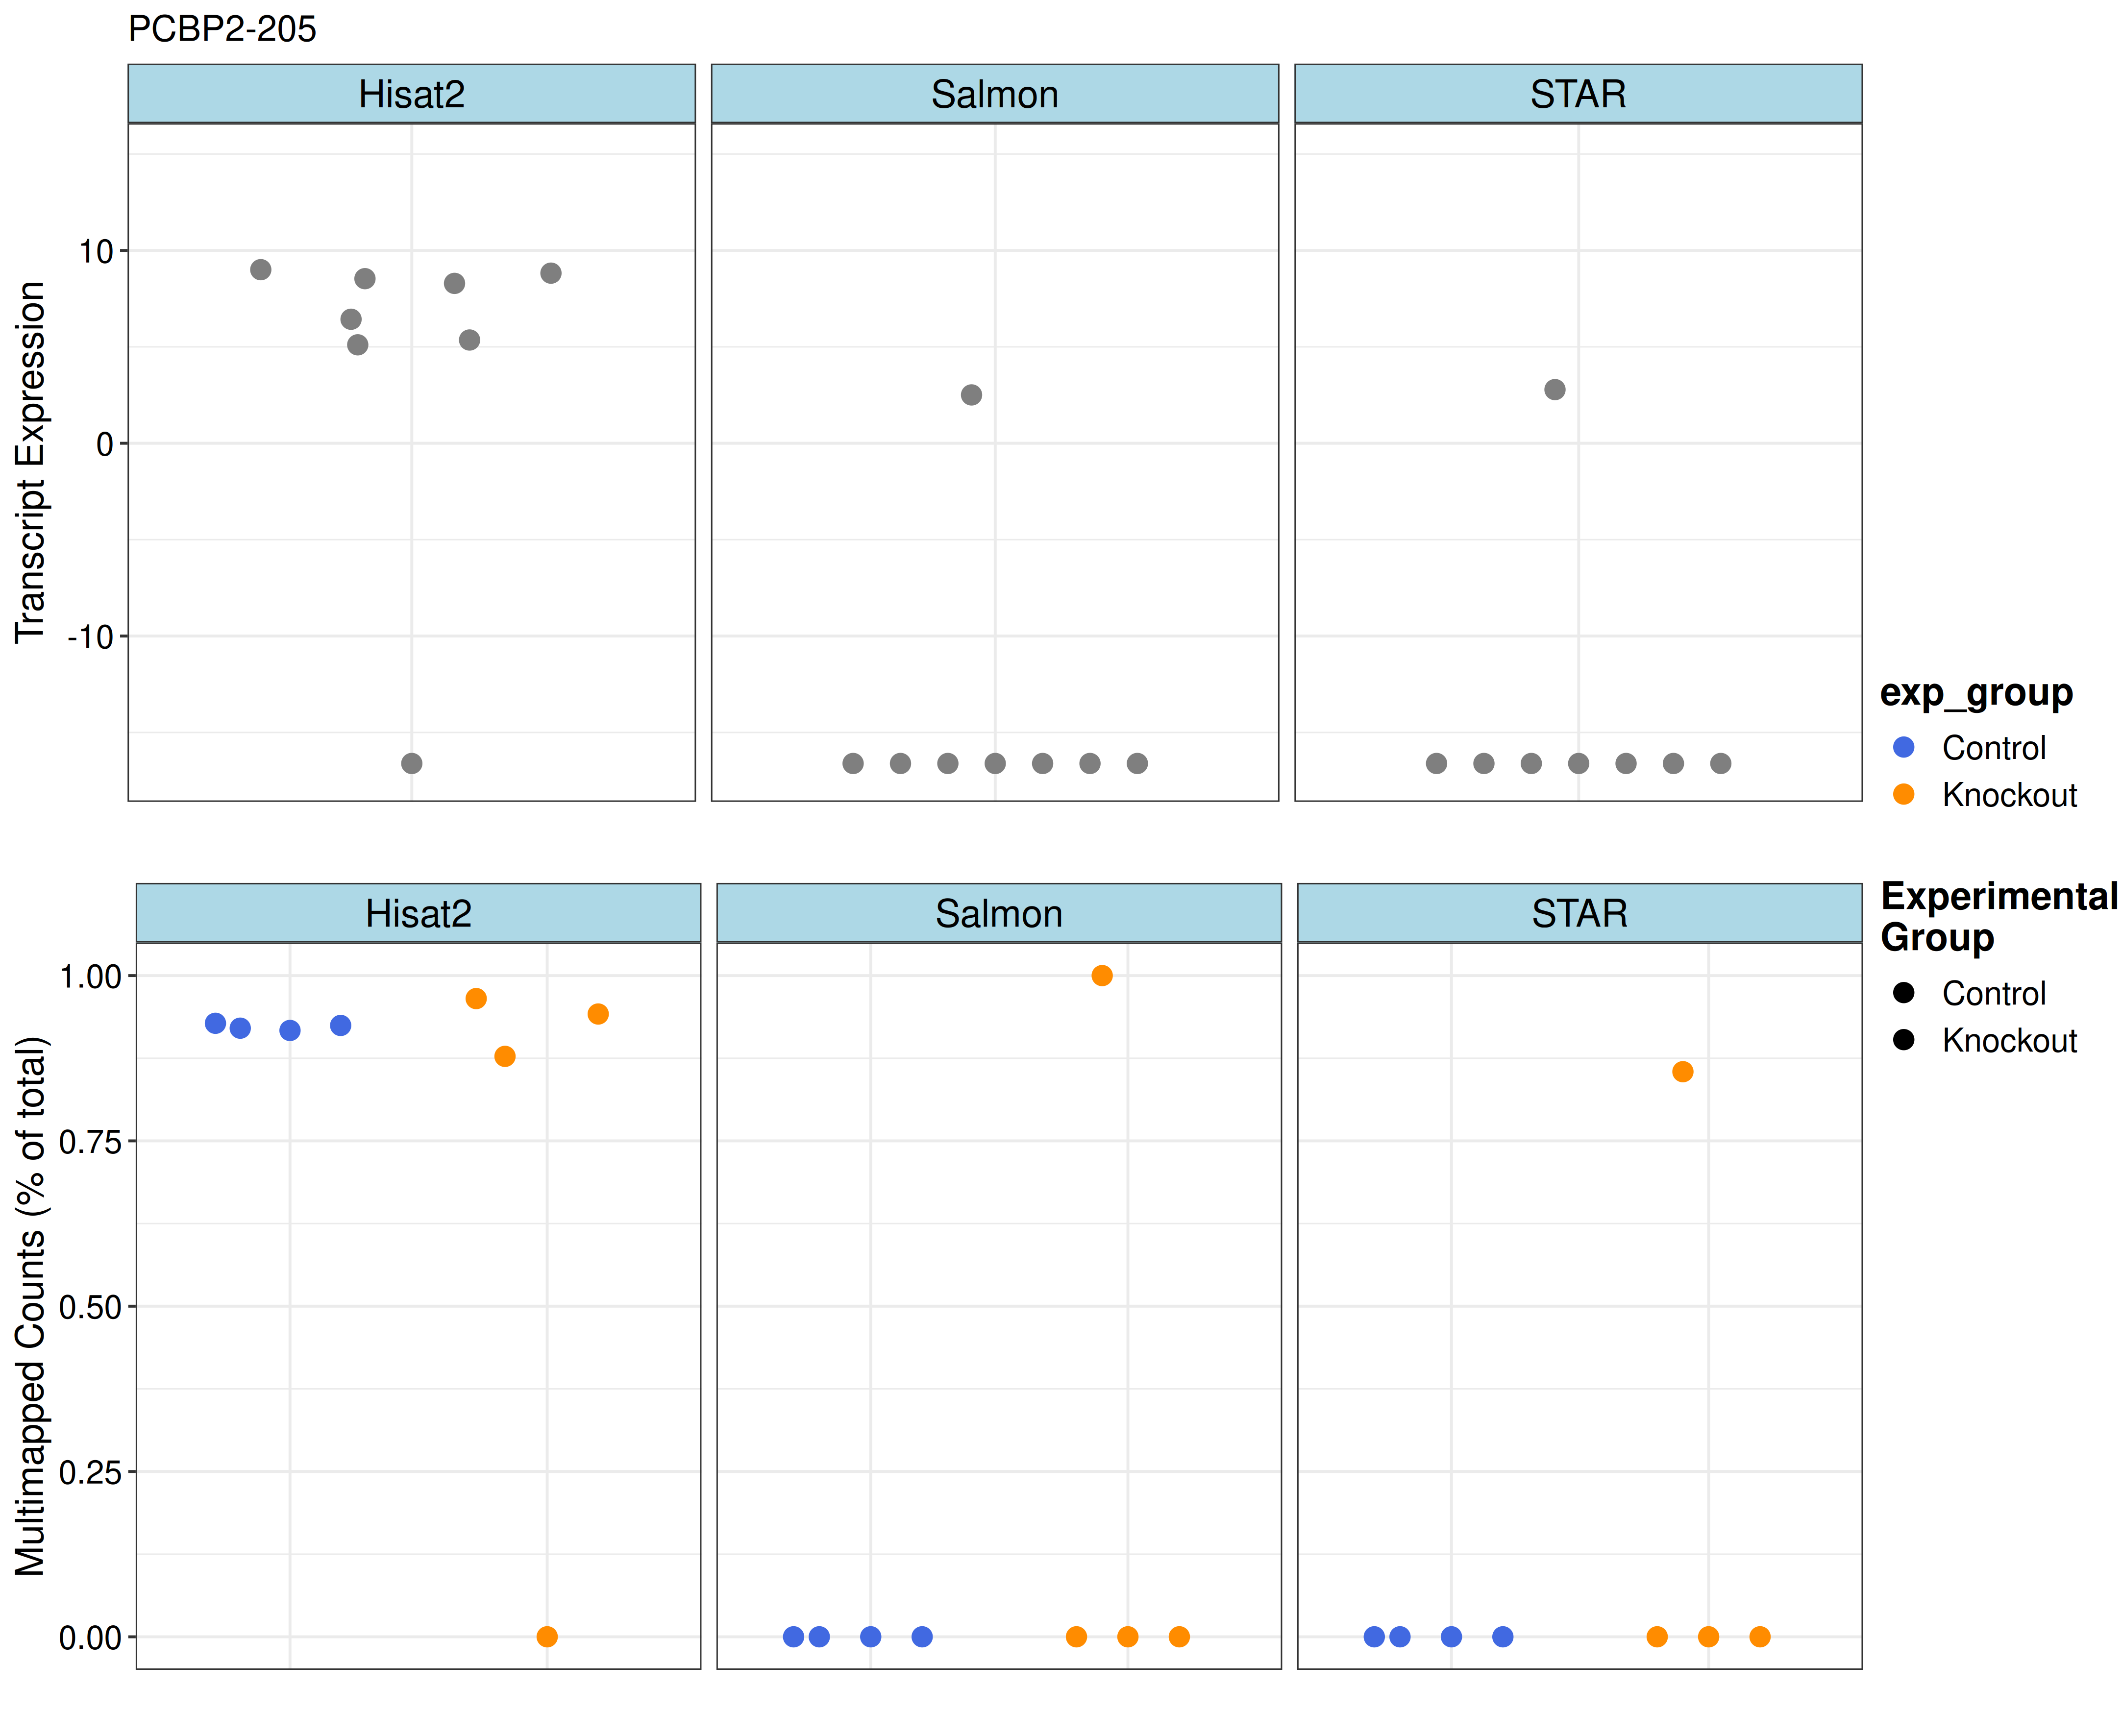 PCBP2-205
Hisat2 Salmon STAR
Transcript Expression
10
0
-10
exp_group
Control
Knockout
Hisat2 Salmon STAR
Multimapped Counts (% of total)
1.00
0.75
0.50
0.25
0.00
Experimental
Group
Control
Knockout